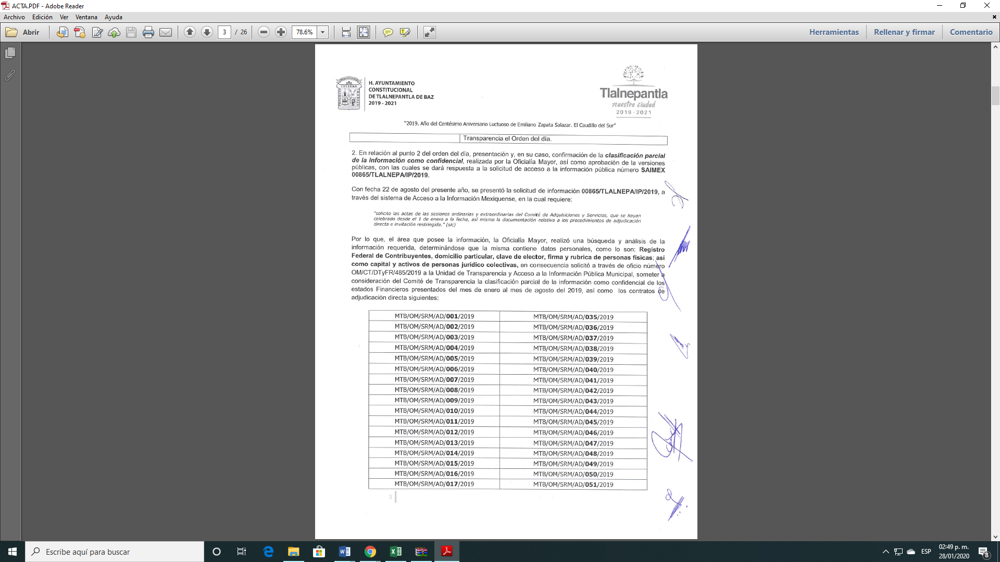 ACTA.PDF - Adobe Reader
Archivo Edición Ver Ventana Ayuda
Abrir 3 / 26 78.6% Herramientas Rellenar y firmar Comentario
H. AYUNTAMIENTO
CONSTITUCIONAL
DE TLALNEPANTLA DE BAZ
2019 - 2021
CULTURA
PROGRESO
TRABAJO
Tlalnepantla
nuestra ciudad
2019 - 2021
"2019. Año del Centésimo Aniversario Luctuoso de Emiliano Zapata Salazar. El Caudillo del Sur"
Transparencia el Orden del día.
2. En relación al punto 2 del orden del día, presentación y, en su caso, confirmación de la clasificación parcial
de la información como confidencial, realizada por la Oficialía Mayor, así como aprobación de la versiones
públicas, con las cuales se dará respuesta a la solicitud de acceso a la información pública número SAIMEX
00865/TLALNEPA/IP/2019.
Con fecha 22 de agosto del presente año, se presentó la solicitud de información 00865/TLALNEPA/IP/2019, a
través del sistema de Acceso a la Información Mexiquense, en la cual requiere:
"solicito las actas de las sesiones ordinarias y extraordinarias del Comité de Adquisiciones y Servicios, que se hayan
celebrado desde el 1 de enero a la fecha, así mismo la documentación relativa a los procedimientos de adjudicación
directa e invitación restringida." (sic)
Por lo que, el área que posee la información, la Oficialía Mayor, realizó una búsqueda y análisis de la
información requerida, determinándose que la misma contiene datos personales, como lo son: Registro
Federal de Contribuyentes, domicilio particular, clave de elector, firma y rubrica de personas físicas; así
como capital y activos de personas jurídico colectivas, en consecuencia solicitó a través de oficio número
OM/CT/DTyFR/485/2019 a la Unidad de Transparencia y Acceso a la Información Pública Municipal, someter a
consideración del Comité de Transparencia la clasificación parcial de la información como confidencial de los
estados Financieros presentados del mes de enero al mes de agosto del 2019, así como los contratos de
adjudicación directa siguientes:
MTB/OM/SRM/AD/001/2019 MTB/OM/SRM/AD/035/2019
MTB/OM/SRM/AD/002/2019 MTB/OM/SRM/AD/036/2019
MTB/OM/SRM/AD/003/2019 MTB/OM/SRM/AD/037/2019
MTB/OM/SRM/AD/004/2019 MTB/OM/SRM/AD/038/2019
MTB/OM/SRM/AD/005/2019 MTB/OM/SRM/AD/039/2019
MTB/OM/SRM/AD/006/2019 MTB/OM/SRM/AD/040/2019
MTB/OM/SRM/AD/007/2019 MTB/OM/SRM/AD/041/2019
MTB/OM/SRM/AD/008/2019 MTB/OM/SRM/AD/042/2019
MTB/OM/SRM/AD/009/2019 MTB/OM/SRM/AD/043/2019
MTB/OM/SRM/AD/010/2019 MTB/OM/SRM/AD/044/2019
MTB/OM/SRM/AD/011/2019 MTB/OM/SRM/AD/045/2019
MTB/OM/SRM/AD/012/2019 MTB/OM/SRM/AD/046/2019
MTB/OM/SRM/AD/013/2019 MTB/OM/SRM/AD/047/2019
MTB/OM/SRM/AD/014/2019 MTB/OM/SRM/AD/048/2019
MTB/OM/SRM/AD/015/2019 MTB/OM/SRM/AD/049/2019
MTB/OM/SRM/AD/016/2019 MTB/OM/SRM/AD/050/2019
MTB/OM/SRM/AD/017/2019 MTB/OM/SRM/AD/051/2019
3
Escribe aquí para buscar
ESP
02:49 p. m.
28/01/2020
8